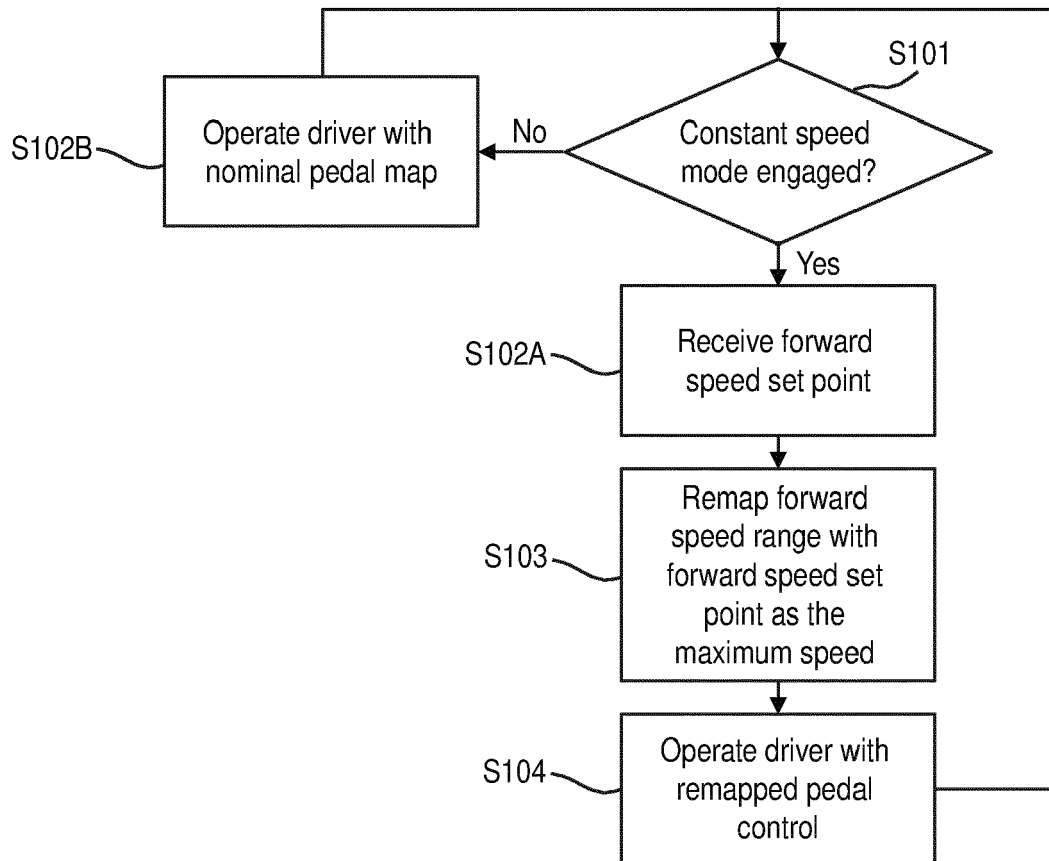 S101
Constant speed
mode engaged?
No
S102B
Operate driver with
nominal pedal map
Yes
S102A
Receive forward
speed set point
S103
Remap forward
speed range with
forward speed set
point as the
maximum speed
S104
Operate driver with
remapped pedal
control